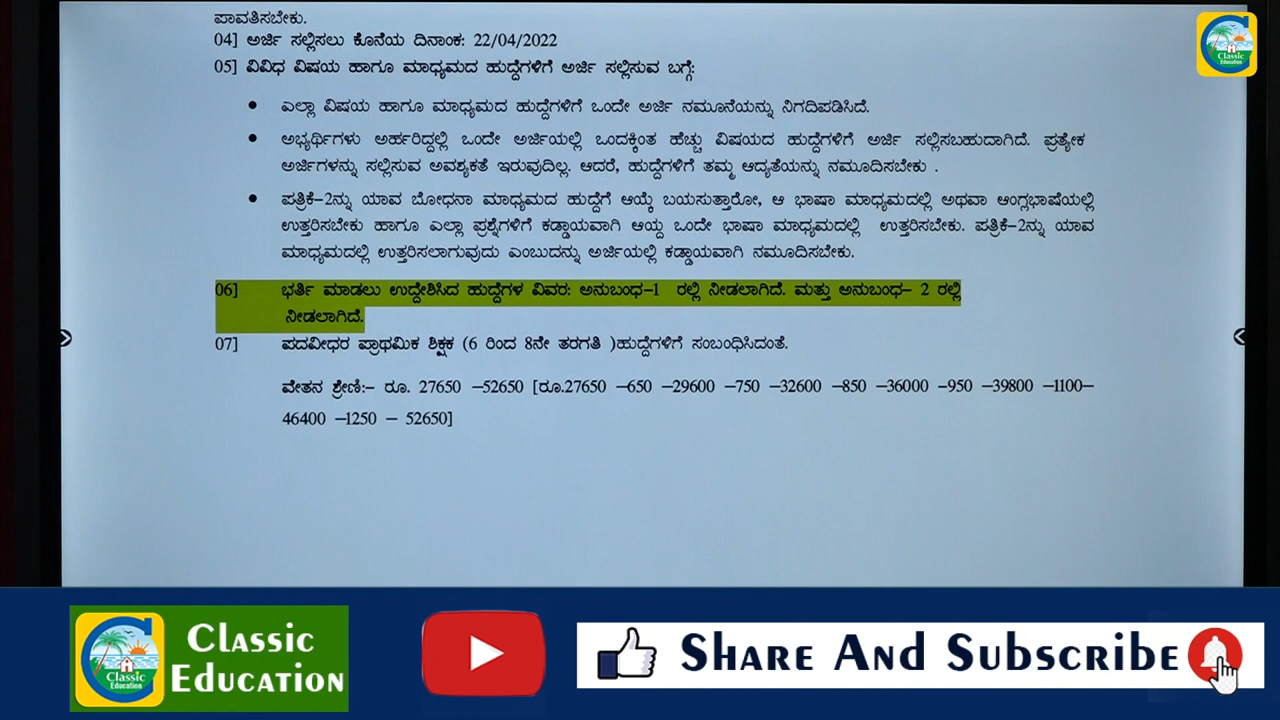 ಪಾವತಿಸಬೇಕು.
04] ಅರ್ಜಿ ಸಲ್ಲಿಸಲು ಕೊನೆಯ ದಿನಾಂಕ: 22/04/2022
05] ವಿವಿಧ ವಿಷಯ ಹಾಗೂ ಮಾಧ್ಯಮದ ಹುದ್ದೆಗಳಿಗೆ ಅರ್ಜಿ ಸಲ್ಲಿಸುವ ಬಗ್ಗೆ:
• ಎಲ್ಲಾ ವಿಷಯ ಹಾಗೂ ಮಾಧ್ಯಮದ ಹುದ್ದೆಗಳಿಗೆ ಒಂದೇ ಅರ್ಜಿ ನಮೂನೆಯನ್ನು ನಿಗದಿಪಡಿಸಿದೆ.
• ಅಭ್ಯರ್ಥಿಗಳು ಅರ್ಹರಿದ್ದಲ್ಲಿ ಒಂದೇ ಅರ್ಜಿಯಲ್ಲಿ ಒಂದಕ್ಕಿಂತ ಹೆಚ್ಚು ವಿಷಯದ ಹುದ್ದೆಗಳಿಗೆ ಅರ್ಜಿ ಸಲ್ಲಿಸಬಹುದಾಗಿದೆ. ಪ್ರತ್ಯೇಕ
ಅರ್ಜಿಗಳನ್ನು ಸಲ್ಲಿಸುವ ಅವಶ್ಯಕತೆ ಇರುವುದಿಲ್ಲ. ಆದರೆ, ಹುದ್ದೆಗಳಿಗೆ ತಮ್ಮ ಆದ್ಯತೆಯನ್ನು ನಮೂದಿಸಬೇಕು .
• ಪತ್ರಿಕೆ-2ನ್ನು ಯಾವ ಬೋಧನಾ ಮಾಧ್ಯಮದ ಹುದ್ದೆಗೆ ಆಯ್ಕೆ ಬಯಸುತ್ತಾರೋ, ಆ ಭಾಷಾ ಮಾಧ್ಯಮದಲ್ಲಿ ಅಥವಾ ಆಂಗ್ಲಭಾಷೆಯಲ್ಲಿ
ಉತ್ತರಿಸಬೇಕು ಹಾಗೂ ಎಲ್ಲಾ ಪ್ರಶ್ನೆಗಳಿಗೆ ಕಡ್ಡಾಯವಾಗಿ ಆಯ್ದ ಒಂದೇ ಭಾಷಾ ಮಾಧ್ಯಮದಲ್ಲಿ ಉತ್ತರಿಸಬೇಕು. ಪತ್ರಿಕೆ-2ನ್ನು ಯಾವ
ಮಾಧ್ಯಮದಲ್ಲಿ ಉತ್ತರಿಸಲಾಗುವುದು ಎಂಬುದನ್ನು ಅರ್ಜಿಯಲ್ಲಿ ಕಡ್ಡಾಯವಾಗಿ ನಮೂದಿಸಬೇಕು.
06] ಭರ್ತಿ ಮಾಡಲು ಉದ್ದೇಶಿಸಿದ ಹುದ್ದೆಗಳ ವಿವರ: ಅನುಬಂಧ-1 ರಲ್ಲಿ ನೀಡಲಾಗಿದೆ. ಮತ್ತು ಅನುಬಂಧ- 2 ರಲ್ಲಿ
ನೀಡಲಾಗಿದೆ.
07] ಪದವೀಧರ ಪ್ರಾಥಮಿಕ ಶಿಕ್ಷಕ (6 ರಿಂದ 8ನೇ ತರಗತಿ )ಹುದ್ದೆಗಳಿಗೆ ಸಂಬಂಧಿಸಿದಂತೆ.
ವೇತನ ಶ್ರೇಣಿ:- ರೂ. 27650 -52650 [ರೂ.27650 -650 -29600 -750 -32600 -850 -36000 -950 -39800 -1100-
46400 -1250 - 52650]
Classic
Education
Classic
Education
Classic
Education
Share And Subscribe